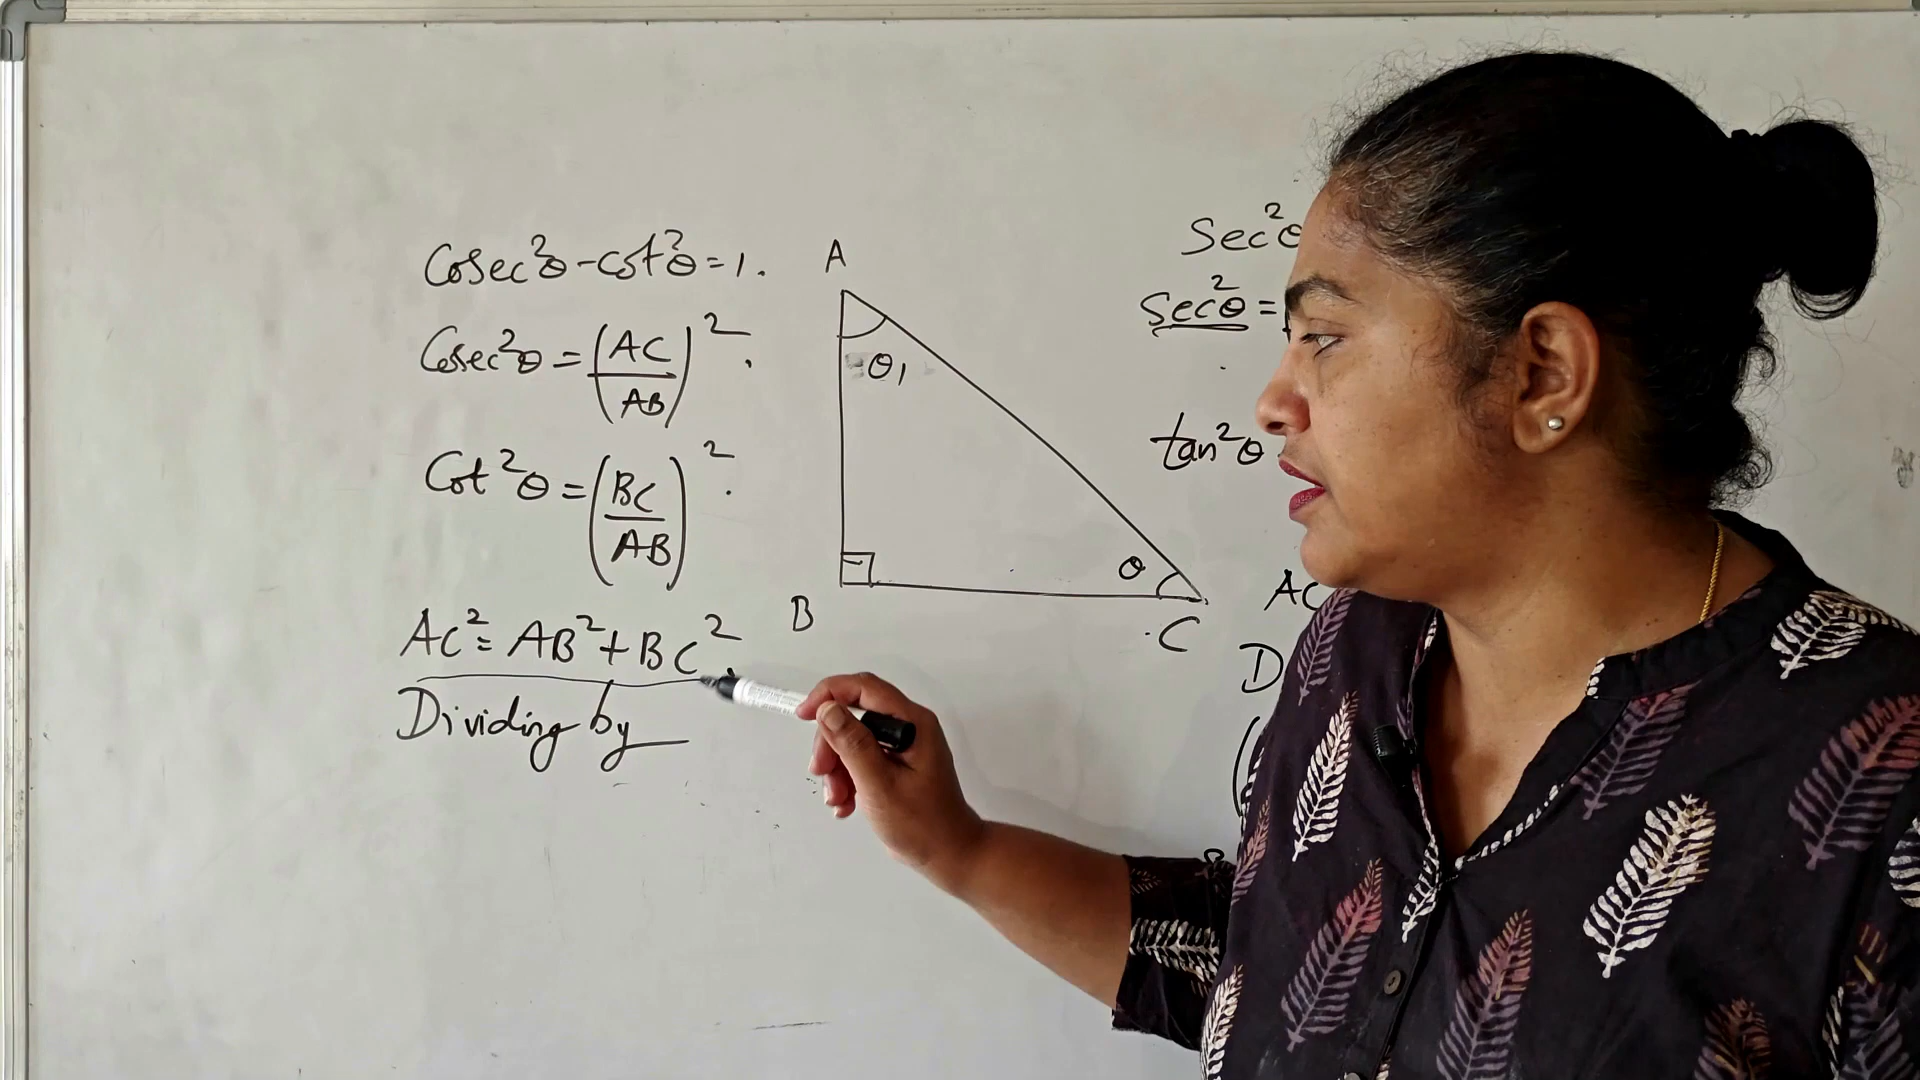 Cosec²θ - cot²θ = 1.
Cosec²θ = (AC/AB)².
Cot²θ = (BC/AB)².
AC² = AB² + BC².
Dividing by
A
θ₁
B
θ
C
Sec²θ
Sec²θ =
tan²θ
AC
D